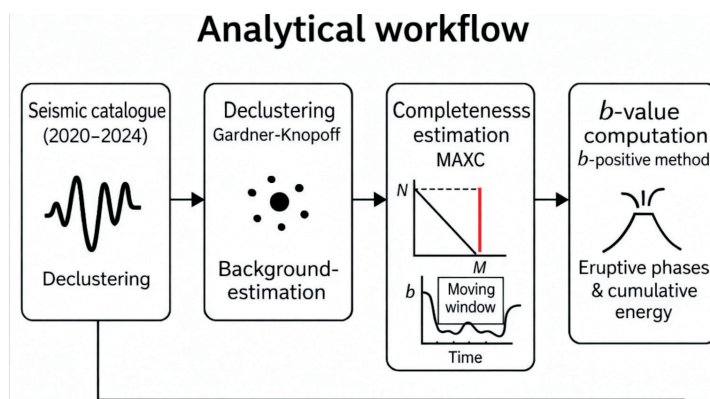 Analytical workflow
Seismic catalogue
(2020–2024)
Declustering
Declustering
Gardner-Knopoff
Background-
estimation
Completenesss
estimation
MAXC
N
M
b
Moving
window
Time
b-value
computation
b-positive method
Eruptive phases
& cumulative
energy